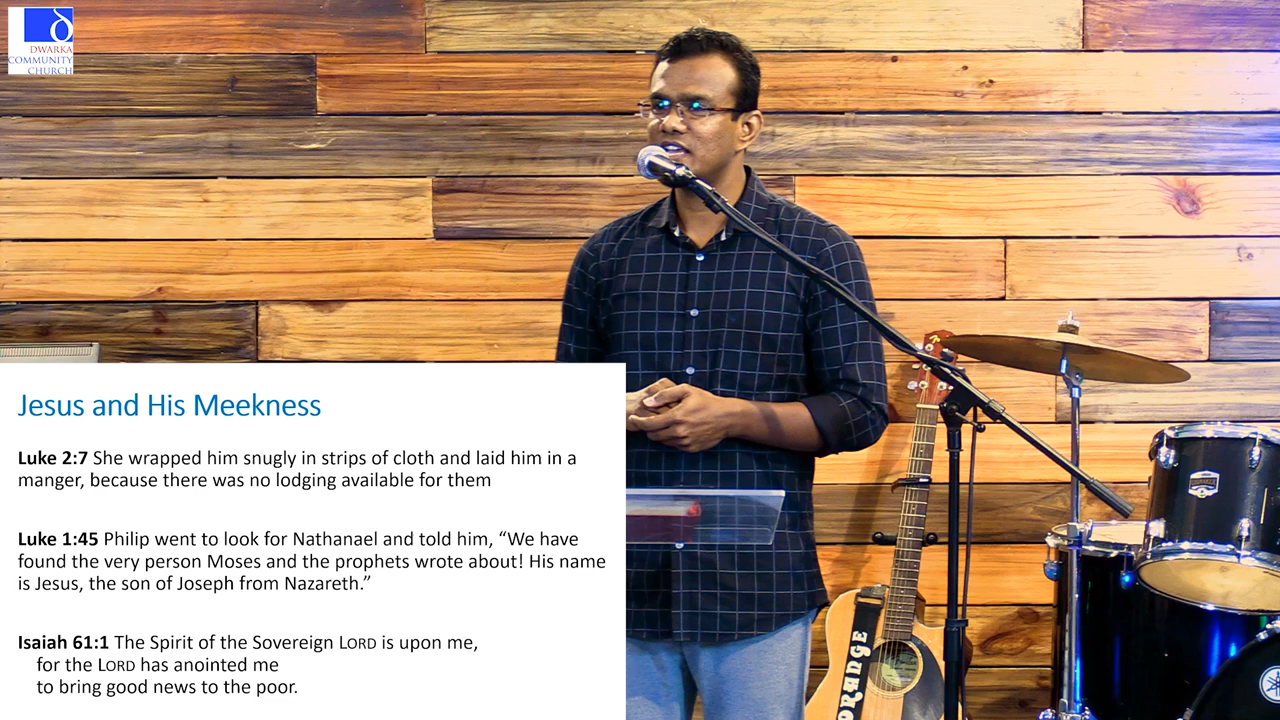 DWARKA
COMMUNITY
CHURCH
Jesus and His Meekness
Luke 2:7 She wrapped him snugly in strips of cloth and laid him in a
manger, because there was no lodging available for them
Luke 1:45 Philip went to look for Nathanael and told him, “We have
found the very person Moses and the prophets wrote about! His name
is Jesus, the son of Joseph from Nazareth.”
Isaiah 61:1 The Spirit of the Sovereign LORD is upon me,
for the LORD has anointed me
to bring good news to the poor.
ORANGE